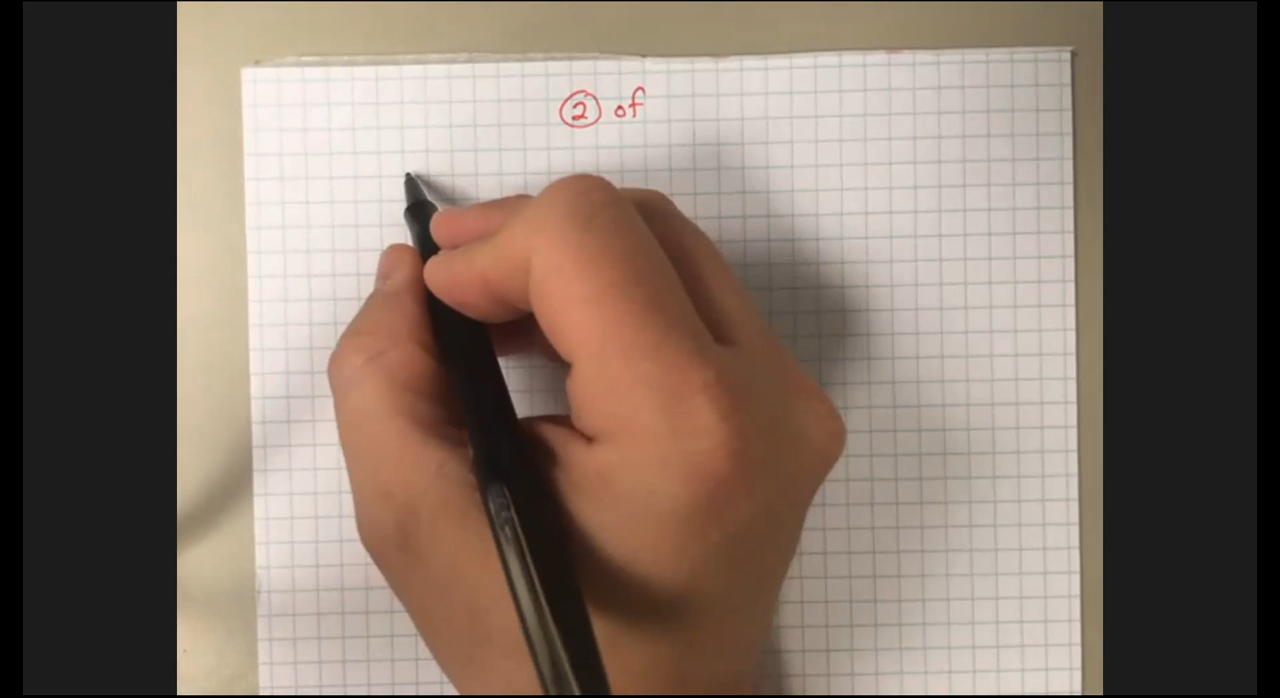 ② of